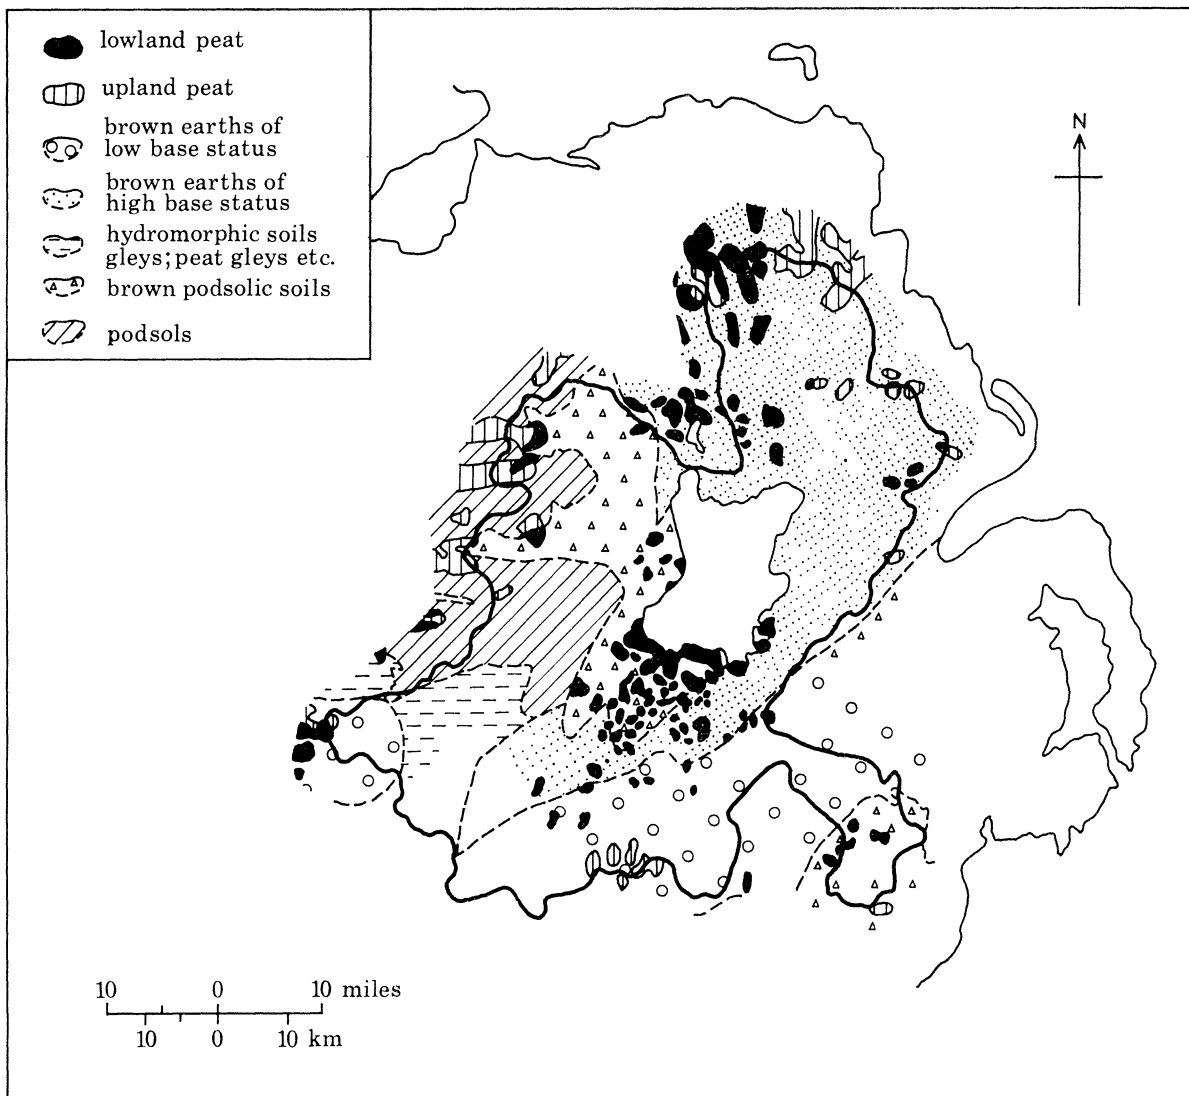 lowland peat
upland peat
brown earths of
low base status
brown earths of
high base status
hydromorphic soils
gleys; peat gleys etc.
brown podsolic soils
podsols
N
10 0 10 miles
10 0 10 km